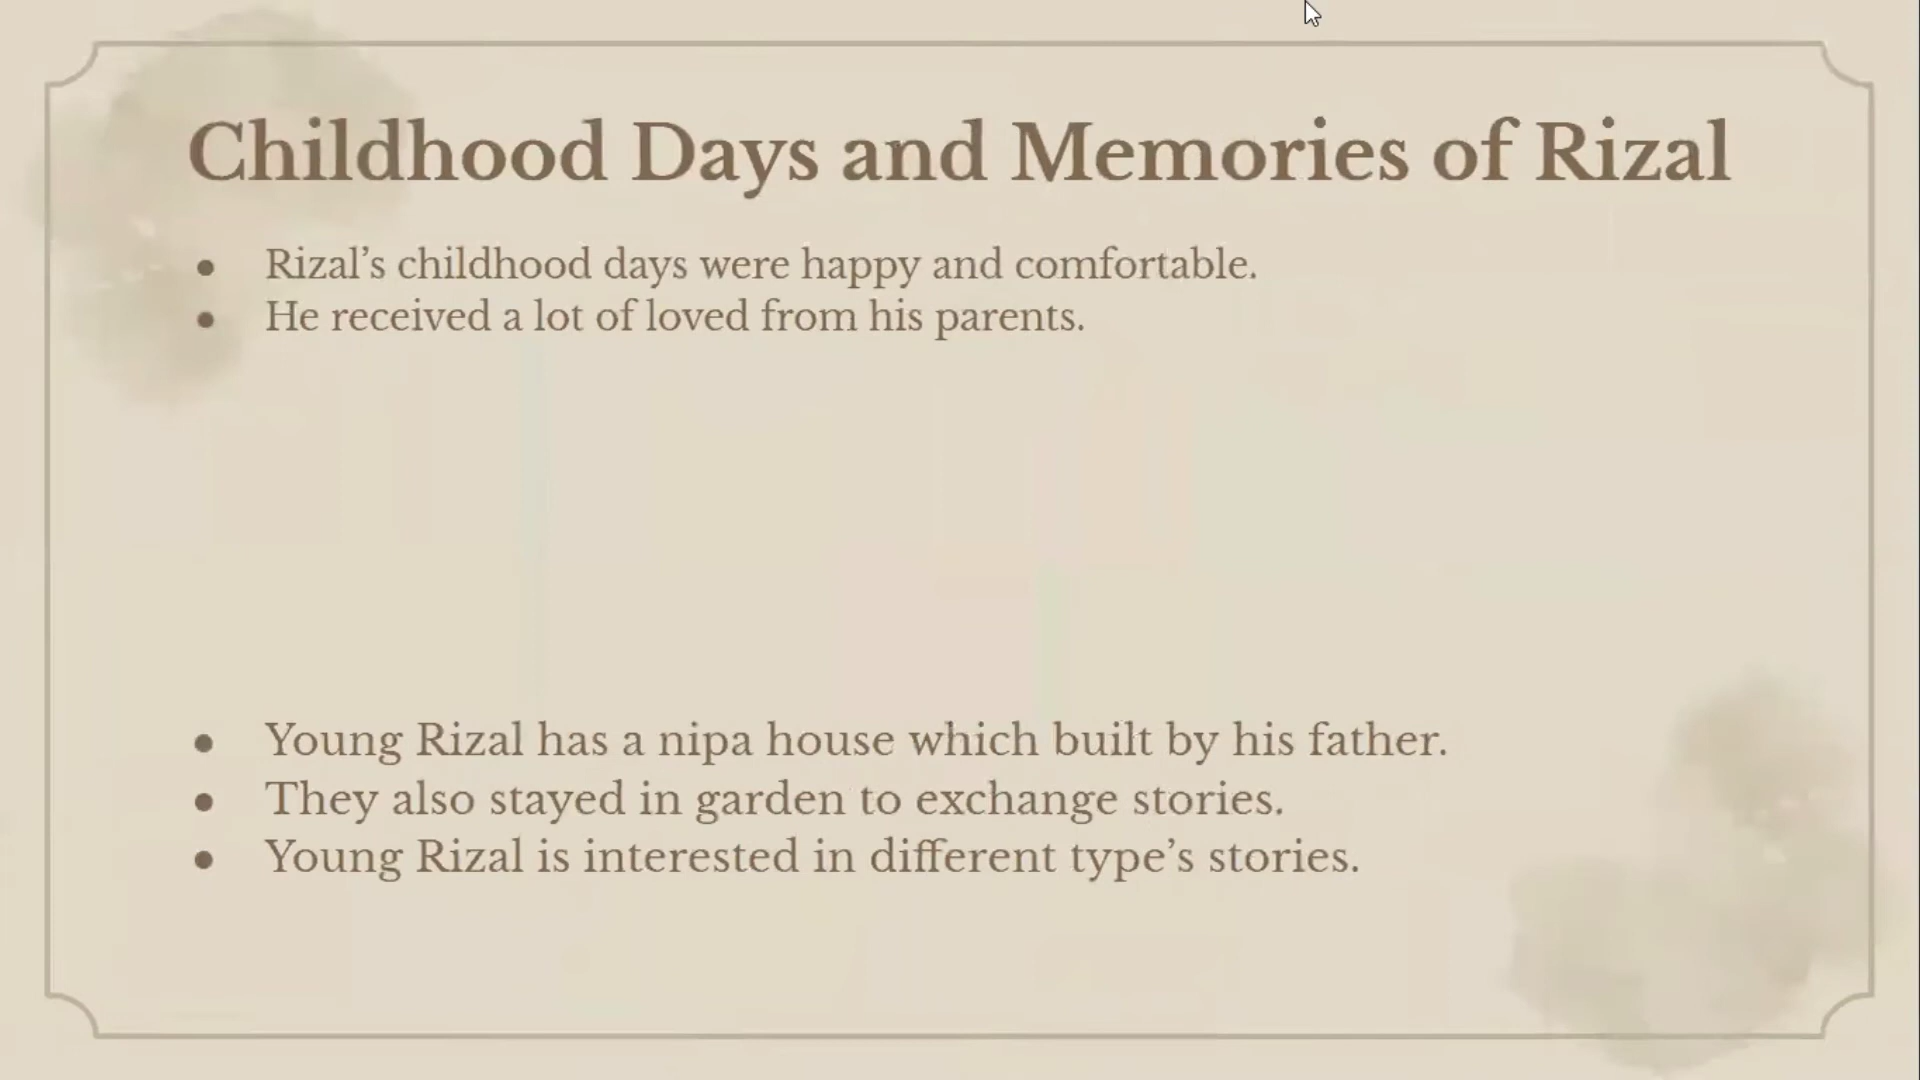 Childhood Days and Memories of Rizal
● Rizal’s childhood days were happy and comfortable.
● He received a lot of loved from his parents.
● Young Rizal has a nipa house which built by his father.
● They also stayed in garden to exchange stories.
● Young Rizal is interested in different type’s stories.